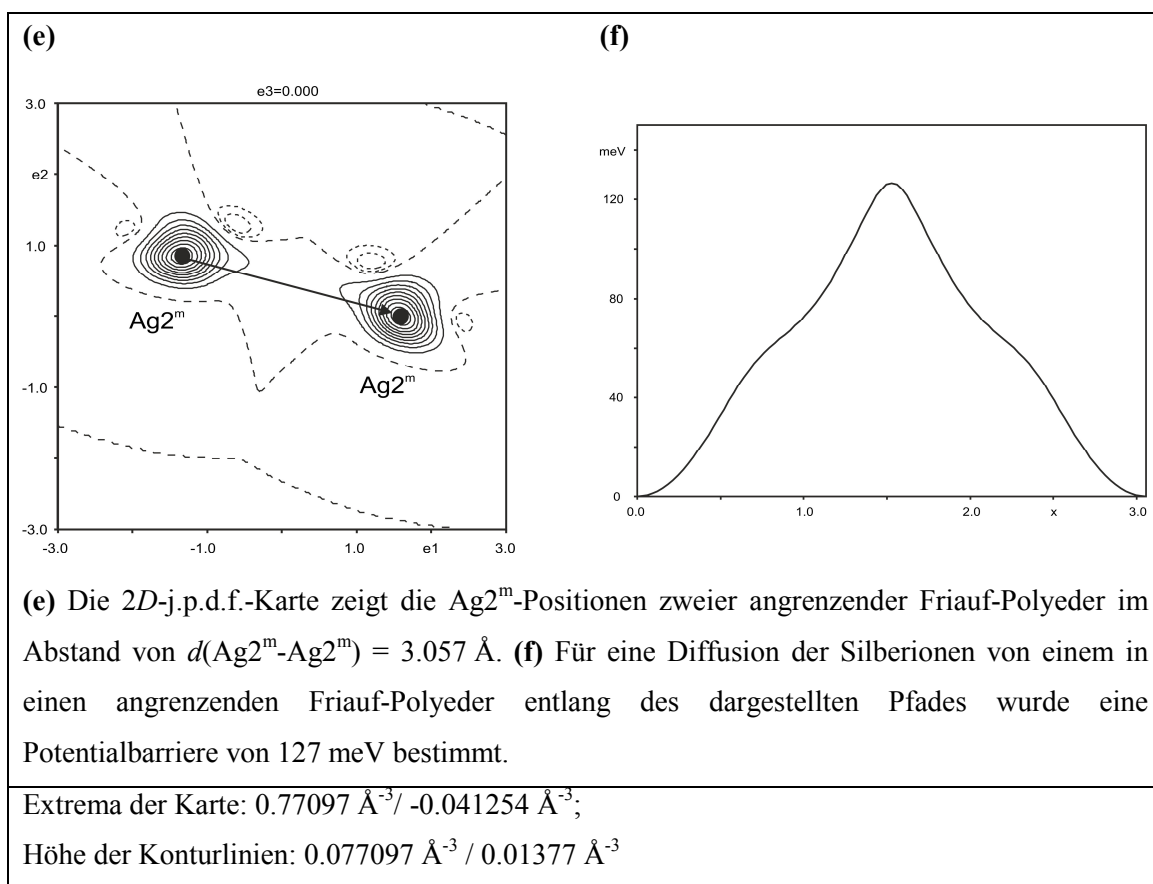 (e)
(f)
e3=0.000
3.0
e2
1.0
-1.0
-3.0
-3.0
-1.0
1.0
e1
3.0
Ag2ᵐ
Ag2ᵐ
meV
120
80
40
0
0.0
1.0
2.0
x
3.0
(e) Die 2D-j.p.d.f.-Karte zeigt die Ag2ᵐ-Positionen zweier angrenzender Friauf-Polyeder im
Abstand von d(Ag2ᵐ-Ag2ᵐ) = 3.057 Å. (f) Für eine Diffusion der Silberionen von einem in
einen angrenzenden Friauf-Polyeder entlang des dargestellten Pfades wurde eine
Potentialbarriere von 127 meV bestimmt.
Extrema der Karte: 0.77097 Å⁻³/ -0.041254 Å⁻³;
Höhe der Konturlinien: 0.077097 Å⁻³ / 0.01377 Å⁻³